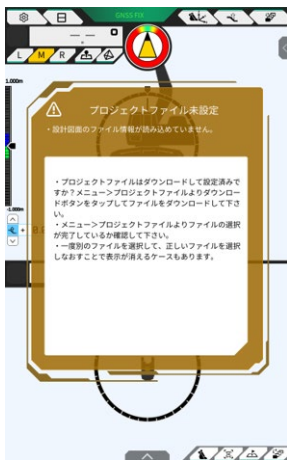 GNSS FIX
--.--
L M R
1.000m
プロジェクトファイル未設定
・設計図面のファイル情報が読み込めていません。
・プロジェクトファイルはダウンロードして設定済みで
すか？メニュー＞プロジェクトファイルよりダウンロー
ドボタンをタップしてファイルをダウンロードして下さ
い。
・メニュー＞プロジェクトファイルよりファイルの選択
が完了しているか確認して下さい。
・一度別のファイルを選択して、正しいファイルを選択
しなおすことで表示が消えるケースもあります。
-1.000m